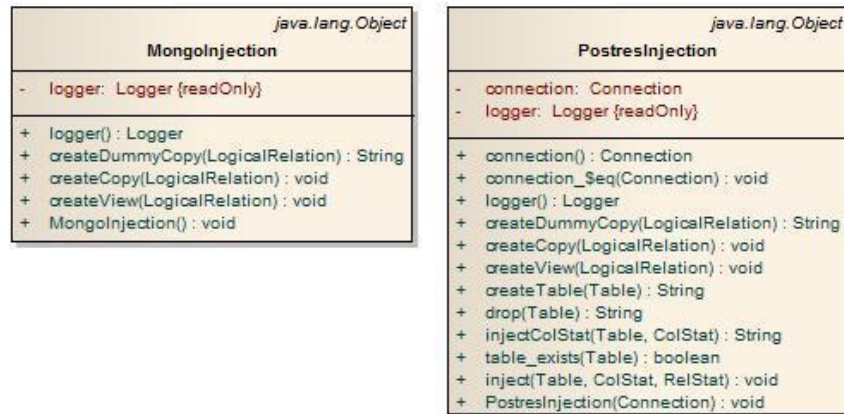 java.lang.Object
MongoInjection
- logger: Logger {readOnly}
+ logger() : Logger
+ createDummyCopy(LogicalRelation) : String
+ createCopy(LogicalRelation) : void
+ createView(LogicalRelation) : void
+ MongoInjection() : void
java.lang.Object
PostresInjection
- connection: Connection
- logger: Logger {readOnly}
+ connection() : Connection
+ connection_$eq(Connection) : void
+ logger() : Logger
+ createDummyCopy(LogicalRelation) : String
+ createCopy(LogicalRelation) : void
+ createView(LogicalRelation) : void
+ createTable(Table) : String
+ drop(Table) : String
+ injectColStat(Table, ColStat) : String
+ table_exists(Table) : boolean
+ inject(Table, ColStat, RelStat) : void
+ PostresInjection(Connection) : void